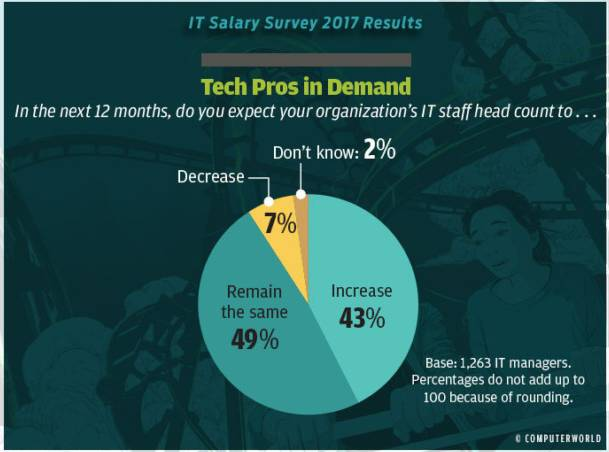 IT Salary Survey 2017 Results
Tech Pros in Demand
In the next 12 months, do you expect your organization's IT staff head count to . . .
Don't know: 2%
Decrease
7%
Remain
the same
49%
Increase
43%
Base: 1,263 IT managers.
Percentages do not add up to
100 because of rounding.
© COMPUTERWORLD